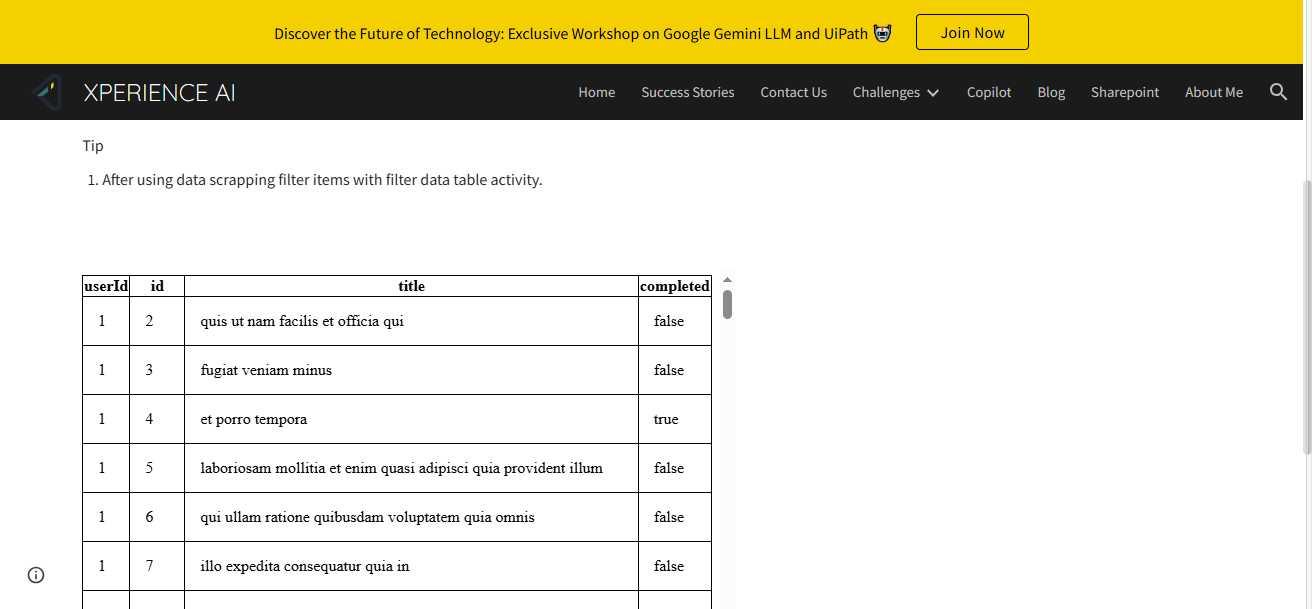 Discover the Future of Technology: Exclusive Workshop on Google Gemini LLM and UiPath
Join Now
XPERIENCE AI
Home Success Stories Contact Us Challenges Copilot Blog Sharepoint About Me
Tip
1. After using data scrapping filter items with filter data table activity.
userId id title completed
1 2 quis ut nam facilis et officia qui false
1 3 fugiat veniam minus false
1 4 et porro tempora true
1 5 laboriosam mollitia et enim quasi adipisci quia provident illum false
1 6 qui ullam ratione quibusdam voluptatem quia omnis false
1 7 illo expedita consequatur quia in false